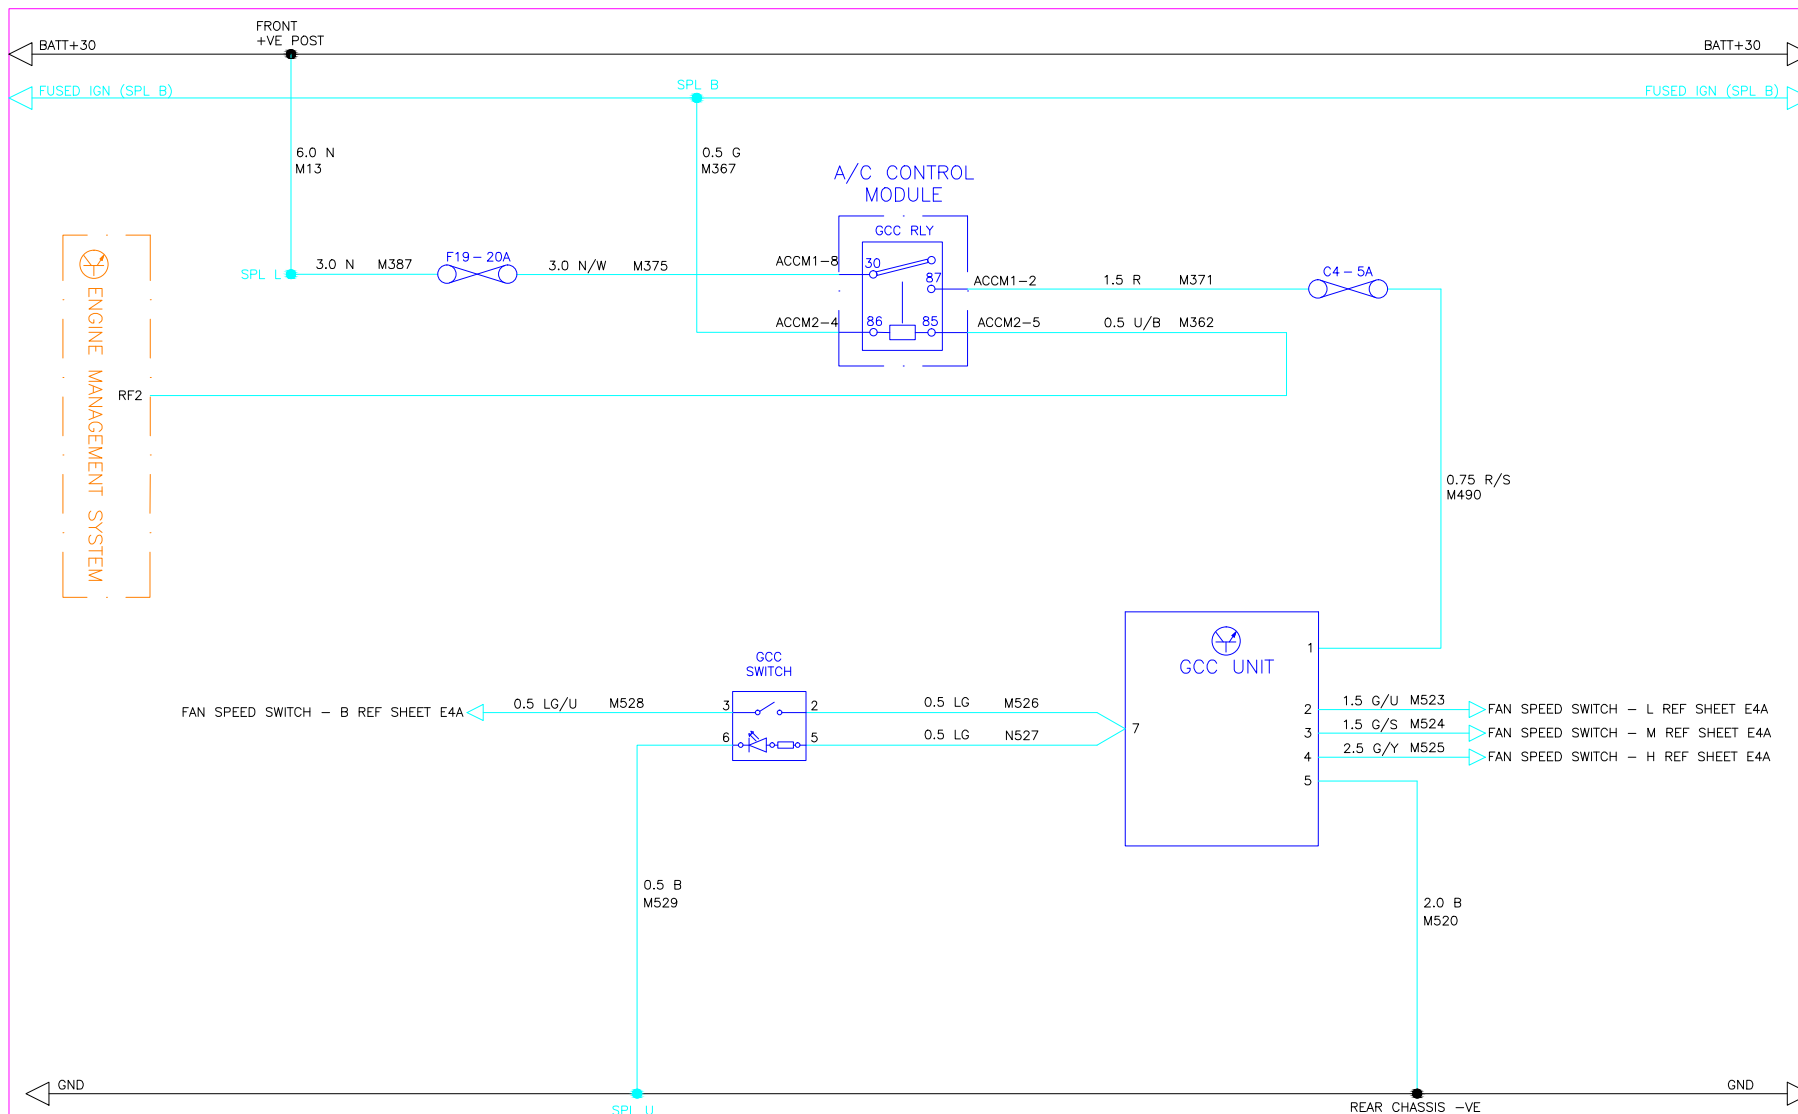 FRONT
+VE POST
BATT+30
BATT+30
FUSED IGN (SPL B)
SPL B
FUSED IGN (SPL B)
6.0 N
M13
0.5 G
M367
A/C CONTROL
MODULE
GCC RLY
SPL L
3.0 N M387
F19-20A
3.0 N/W M375
ACCM1-8
30
87
ACCM1-2
1.5 R M371
C4-5A
ACCM2-4
86
85
ACCM2-5
0.5 U/B M362
ENGINE MANAGEMENT SYSTEM
RF2
0.75 R/S
M490
GCC
SWITCH
GCC UNIT
1
FAN SPEED SWITCH - B REF SHEET E4A
0.5 LG/U M528
3
2
0.5 LG M526
6
5
0.5 LG N527
7
2
1.5 G/U M523
FAN SPEED SWITCH - L REF SHEET E4A
3
1.5 G/S M524
FAN SPEED SWITCH - M REF SHEET E4A
4
2.5 G/Y M525
FAN SPEED SWITCH - H REF SHEET E4A
5
0.5 B
M529
2.0 B
M520
GND
GND
SPL U
REAR CHASSIS -VE